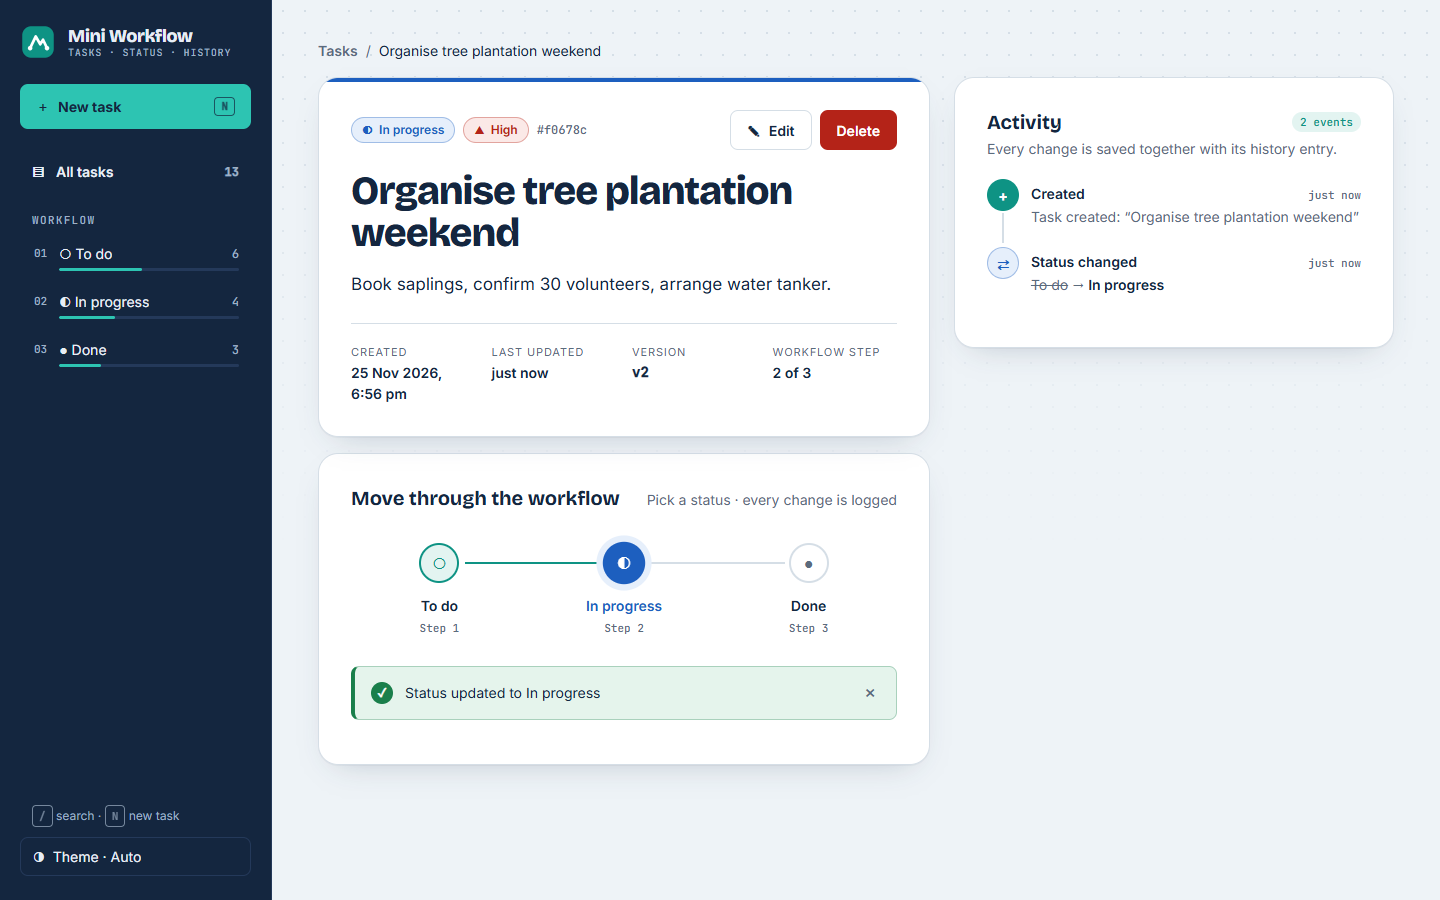 Mini Workflow
TASKS · STATUS · HISTORY
+ New task N
All tasks 13
WORKFLOW
01 To do 6
02 In progress 4
03 Done 3
/ search · N new task
Theme · Auto
Tasks / Organise tree plantation weekend
In progress High #f0678c Edit Delete
Organise tree plantation
weekend
Book saplings, confirm 30 volunteers, arrange water tanker.
CREATED LAST UPDATED VERSION WORKFLOW STEP
25 Nov 2026, just now v2 2 of 3
6:56 pm
Move through the workflow Pick a status · every change is logged
To do In progress Done
Step 1 Step 2 Step 3
Status updated to In progress ×
Activity 2 events
Every change is saved together with its history entry.
Created just now
Task created: “Organise tree plantation weekend”
Status changed just now
To do → In progress